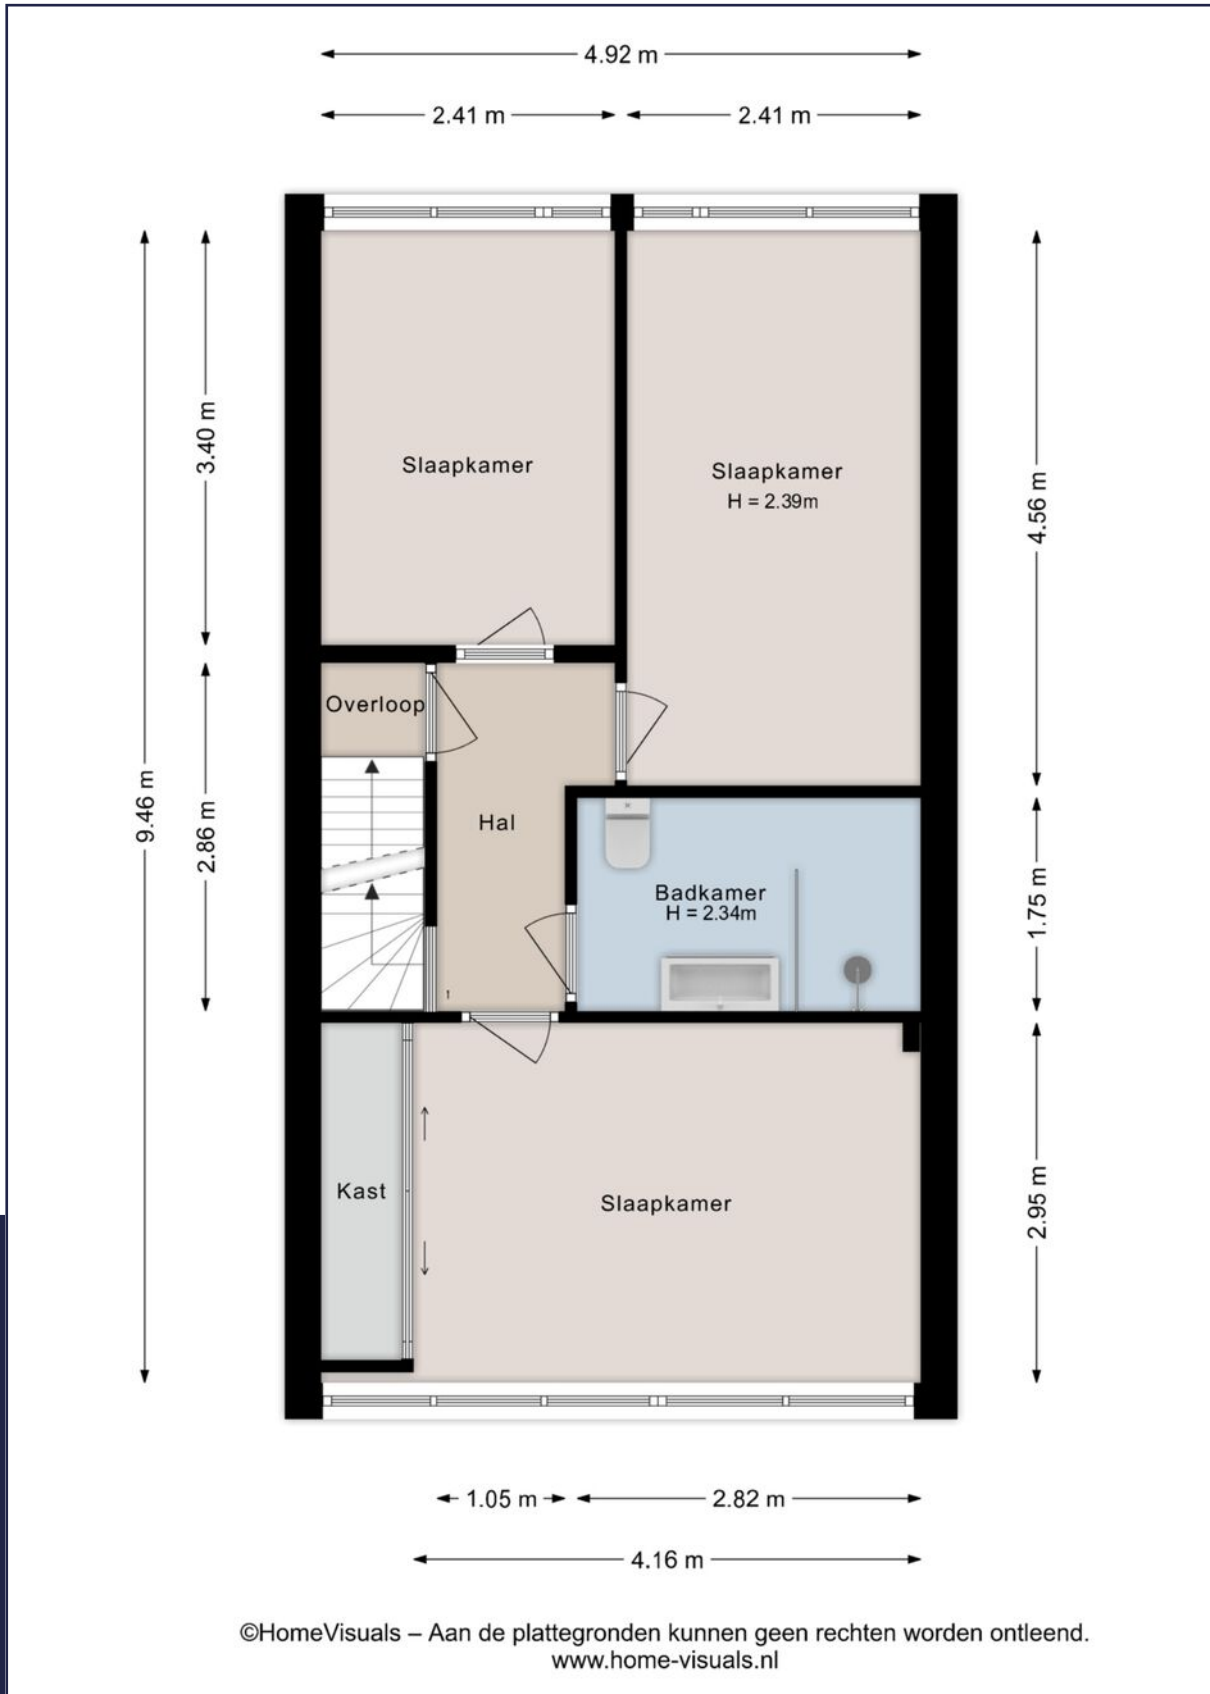 4.92 m
2.41 m
2.41 m
3.40 m
9.46 m
2.86 m
4.56 m
1.75 m
2.95 m
Slaapkamer
Slaapkamer
H = 2.39m
Overloop
Hal
Badkamer
H = 2.34m
Kast
Slaapkamer
1.05 m
2.82 m
4.16 m
©HomeVisuals – Aan de plattegronden kunnen geen rechten worden ontleend.
www.home-visuals.nl